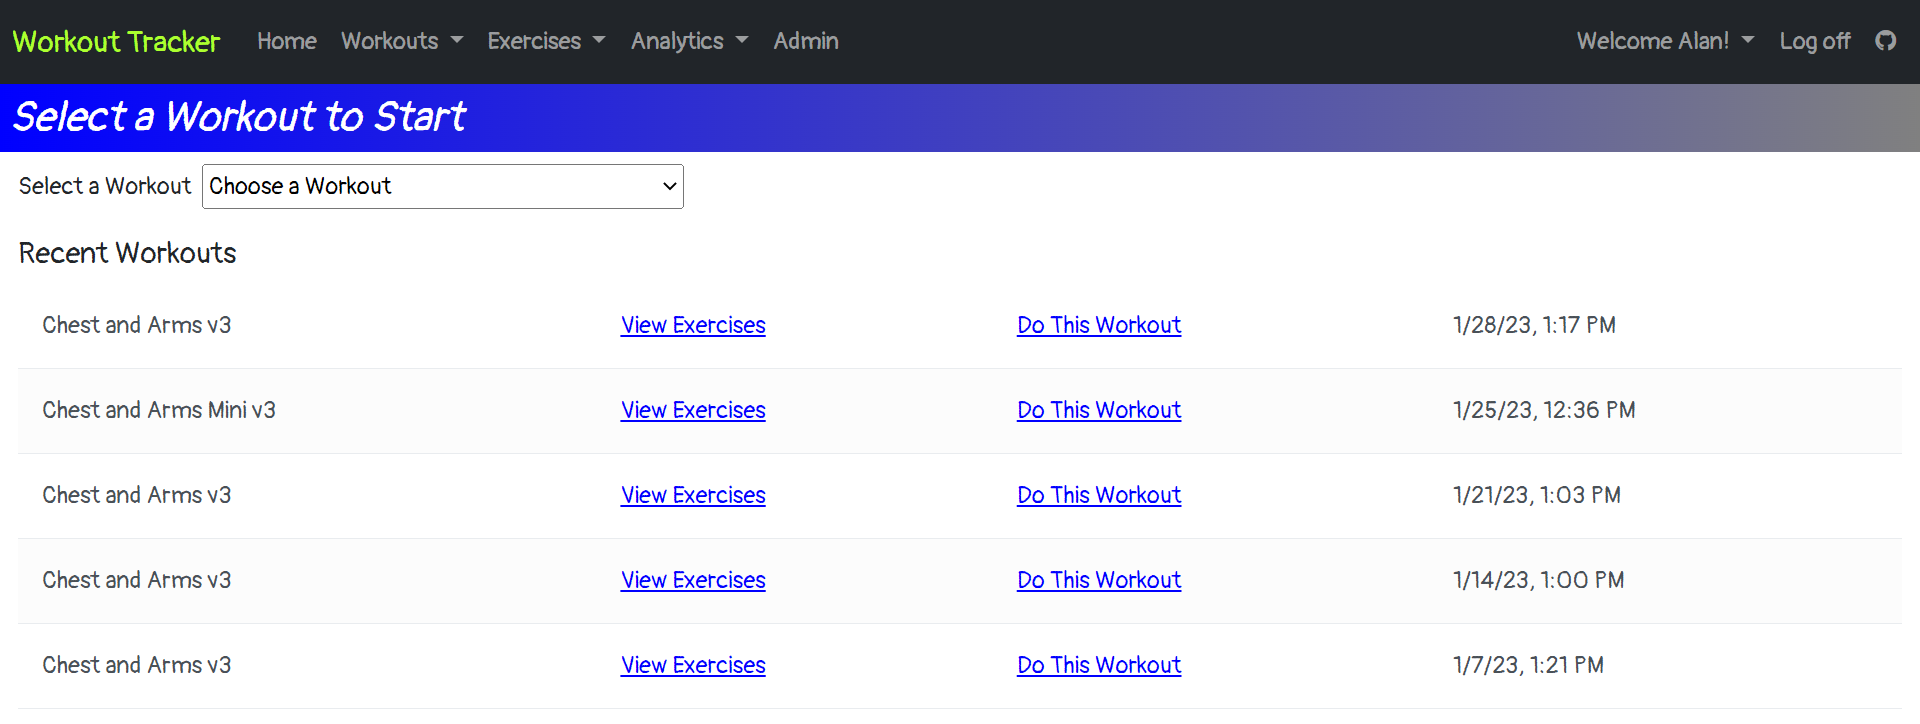 Workout Tracker Home Workouts Exercises Analytics Admin Welcome Alan! Log off
Select a Workout to Start
Select a Workout Choose a Workout
Recent Workouts
Chest and Arms v3 View Exercises Do This Workout 1/28/23, 1:17 PM
Chest and Arms Mini v3 View Exercises Do This Workout 1/25/23, 12:36 PM
Chest and Arms v3 View Exercises Do This Workout 1/21/23, 1:03 PM
Chest and Arms v3 View Exercises Do This Workout 1/14/23, 1:00 PM
Chest and Arms v3 View Exercises Do This Workout 1/7/23, 1:21 PM